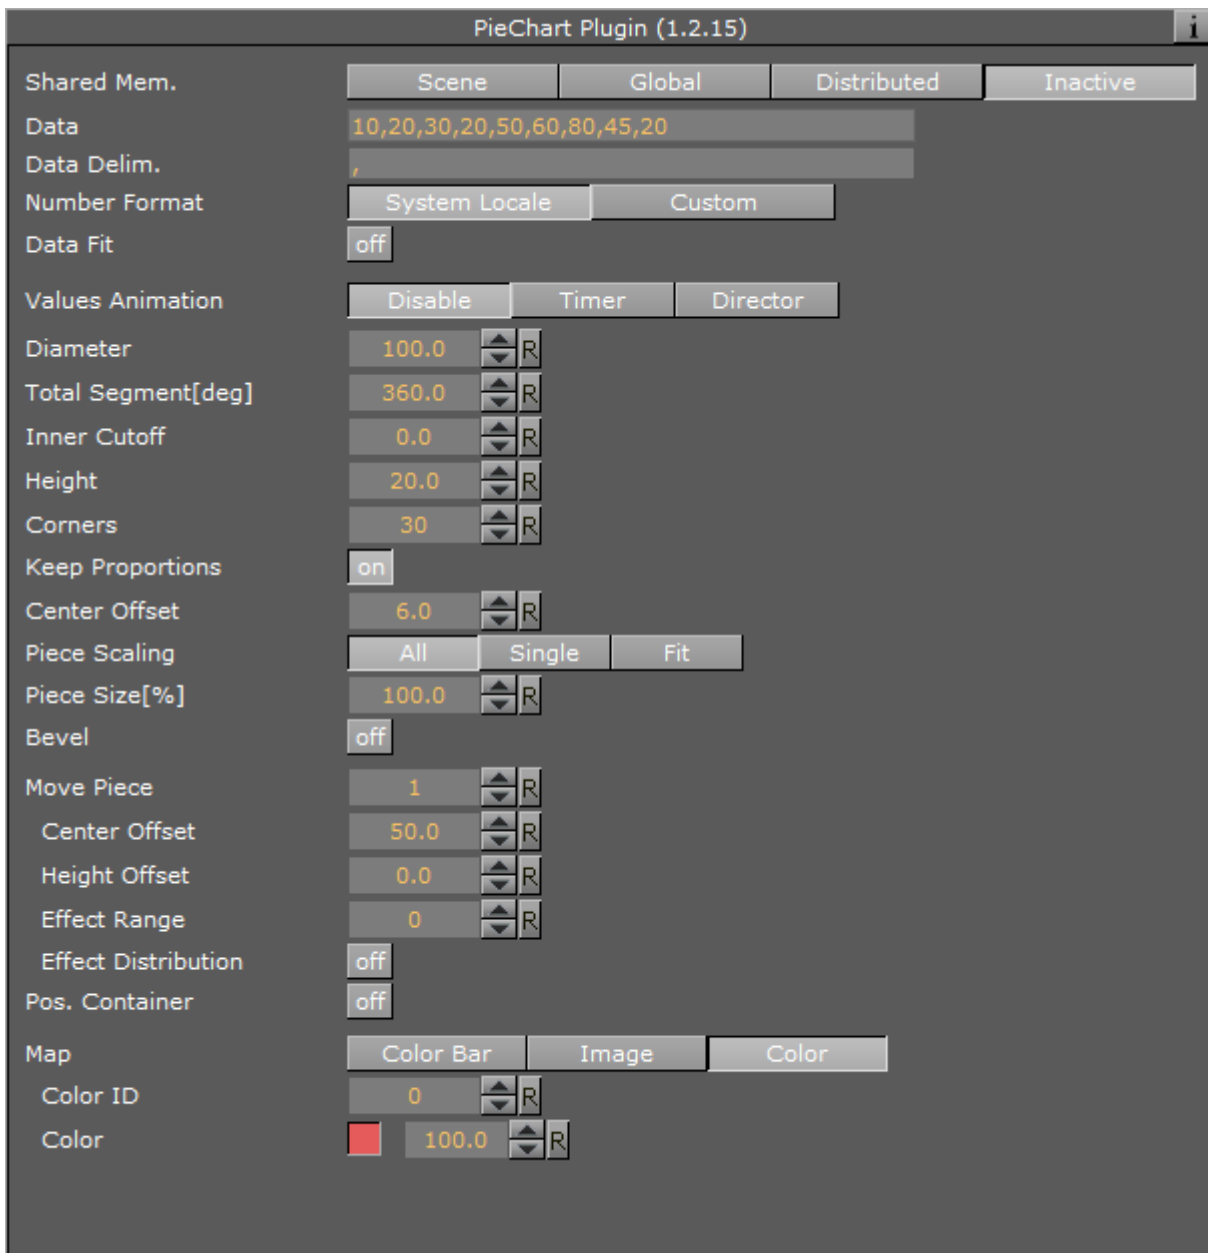 PieChart Plugin (1.2.15) i
Shared Mem. Scene Global Distributed Inactive
Data 10,20,30,20,50,60,80,45,20
Data Delim. ,
Number Format System Locale Custom
Data Fit off
Values Animation Disable Timer Director
Diameter 100.0 R
Total Segment[deg] 360.0 R
Inner Cutoff 0.0 R
Height 20.0 R
Corners 30 R
Keep Proportions on
Center Offset 6.0 R
Piece Scaling All Single Fit
Piece Size[%] 100.0 R
Bevel off
Move Piece 1 R
Center Offset 50.0 R
Height Offset 0.0 R
Effect Range 0 R
Effect Distribution off
Pos. Container off
Map Color Bar Image Color
Color ID 0 R
Color 100.0 R